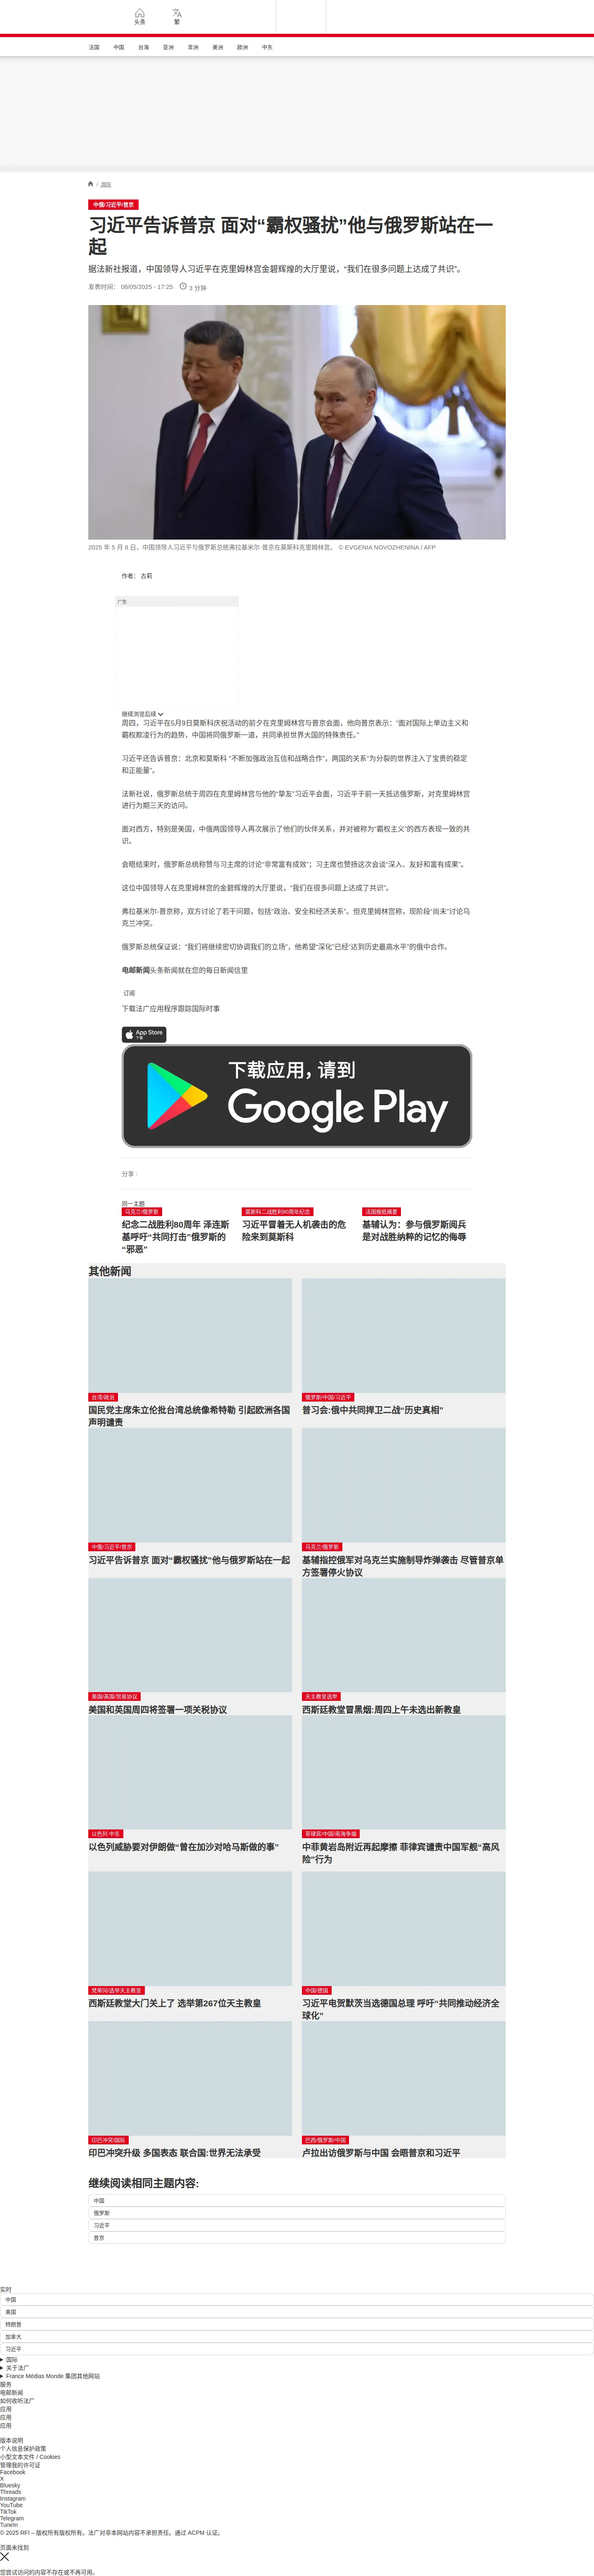 头条
繁
法国 中国 台海 亚洲 非洲 美洲 欧洲 中东
/ 国际
中俄/习近平/普京
习近平告诉普京 面对“霸权骚扰”他与俄罗斯站在一
起
据法新社报道，中国领导人习近平在克里姆林宫金碧辉煌的大厅里说，“我们在很多问题上达成了共识”。
发表时间： 08/05/2025 - 17:25 3 分钟
2025 年 5 月 8 日，中国领导人习近平与俄罗斯总统弗拉基米尔·普京在莫斯科克里姆林宫。 © EVGENIA NOVOZHENINA / AFP
作者： 古莉
广告
继续浏览后续
周四，习近平在5月9日莫斯科庆祝活动的前夕在克里姆林宫与普京会面，他向普京表示：“面对国际上单边主义和
霸权欺凌行为的趋势，中国将同俄罗斯一道，共同承担世界大国的特殊责任。”
习近平还告诉普京：北京和莫斯科 “不断加强政治互信和战略合作”，两国的关系“为分裂的世界注入了宝贵的稳定
和正能量”。
法新社说，俄罗斯总统于周四在克里姆林宫与他的“挚友”习近平会面，习近平于前一天抵达俄罗斯，对克里姆林宫
进行为期三天的访问。
面对西方，特别是美国，中俄两国领导人再次展示了他们的伙伴关系，并对被称为“霸权主义”的西方表现一致的共
识。
会晤结束时，俄罗斯总统称赞与习主席的讨论“非常富有成效”；习主席也赞扬这次会谈“深入、友好和富有成果”。
这位中国领导人在克里姆林宫的金碧辉煌的大厅里说，“我们在很多问题上达成了共识”。
弗拉基米尔-普京称，双方讨论了若干问题，包括“政治、安全和经济关系”。但克里姆林宫称，现阶段“尚未”讨论乌
克兰冲突。
俄罗斯总统保证说：“我们将继续密切协调我们的立场”，他希望“深化”已经“达到历史最高水平”的俄中合作。
电邮新闻头条新闻就在您的每日新闻信里
订阅
下载法广应用程序跟踪国际时事
App Store
下载
下载应用，请到
Google Play
分享 :
同一主题
乌克兰/俄罗斯
纪念二战胜利80周年 泽连斯
基呼吁“共同打击”俄罗斯的
“邪恶”
莫斯科二战胜利80周年纪念
习近平冒着无人机袭击的危
险来到莫斯科
法国报纸摘要
基辅认为：参与俄罗斯阅兵
是对战胜纳粹的记忆的侮辱
其他新闻
台湾/政治
国民党主席朱立伦批台湾总统像希特勒 引起欧洲各国
声明谴责
俄罗斯/中国/习近平
普习会:俄中共同捍卫二战“历史真相”
中俄/习近平/普京
习近平告诉普京 面对“霸权骚扰”他与俄罗斯站在一起
乌克兰/俄罗斯
基辅指控俄军对乌克兰实施制导炸弹袭击 尽管普京单
方签署停火协议
美国/英国/贸易协议
美国和英国周四将签署一项关税协议
天主教皇选举
西斯廷教堂冒黑烟:周四上午未选出新教皇
以色列 中东
以色列威胁要对伊朗做“曾在加沙对哈马斯做的事”
菲律宾/中国/南海争端
中菲黄岩岛附近再起摩擦 菲律宾谴责中国军舰“高风
险”行为
梵蒂冈/选举天主教皇
西斯廷教堂大门关上了 选举第267位天主教皇
中国/德国
习近平电贺默茨当选德国总理 呼吁“共同推动经济全
球化”
印巴冲突/国际
印巴冲突升级 多国表态 联合国:世界无法承受
巴西/俄罗斯/中国
卢拉出访俄罗斯与中国 会晤普京和习近平
继续阅读相同主题内容:
中国
俄罗斯
习近平
普京
实时
中国
美国
特朗普
加拿大
习近平
国际
关于法广
France Médias Monde 集团其他网站
服务
电邮新闻
如何收听法广
应用
应用
应用
版本说明
个人信息保护政策
小型文本文件 / Cookies
管理我的许可证
Facebook
X
Bluesky
Threads
Instagram
YouTube
TikTok
Telegram
TuneIn
© 2025 RFI – 版权所有版权所有。法广对非本网站内容不承担责任。通过 ACPM 认证。
页面未找到
您尝试访问的内容不存在或不再可用。